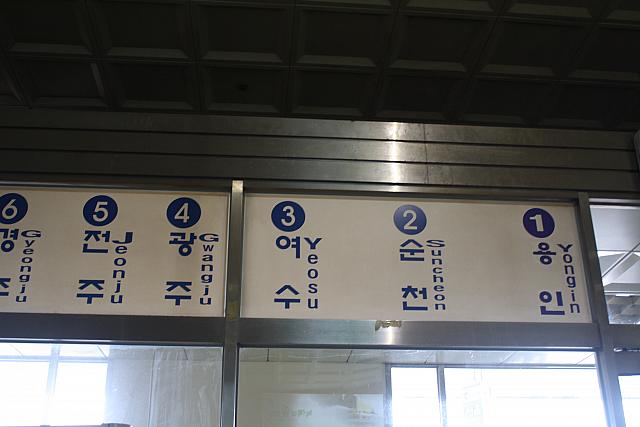 6
경주
Gyeongju
5
전주
Jeonju
4
광주
Gwangju
3
여수
Yeosu
2
순천
Suncheon
1
용인
Yongin